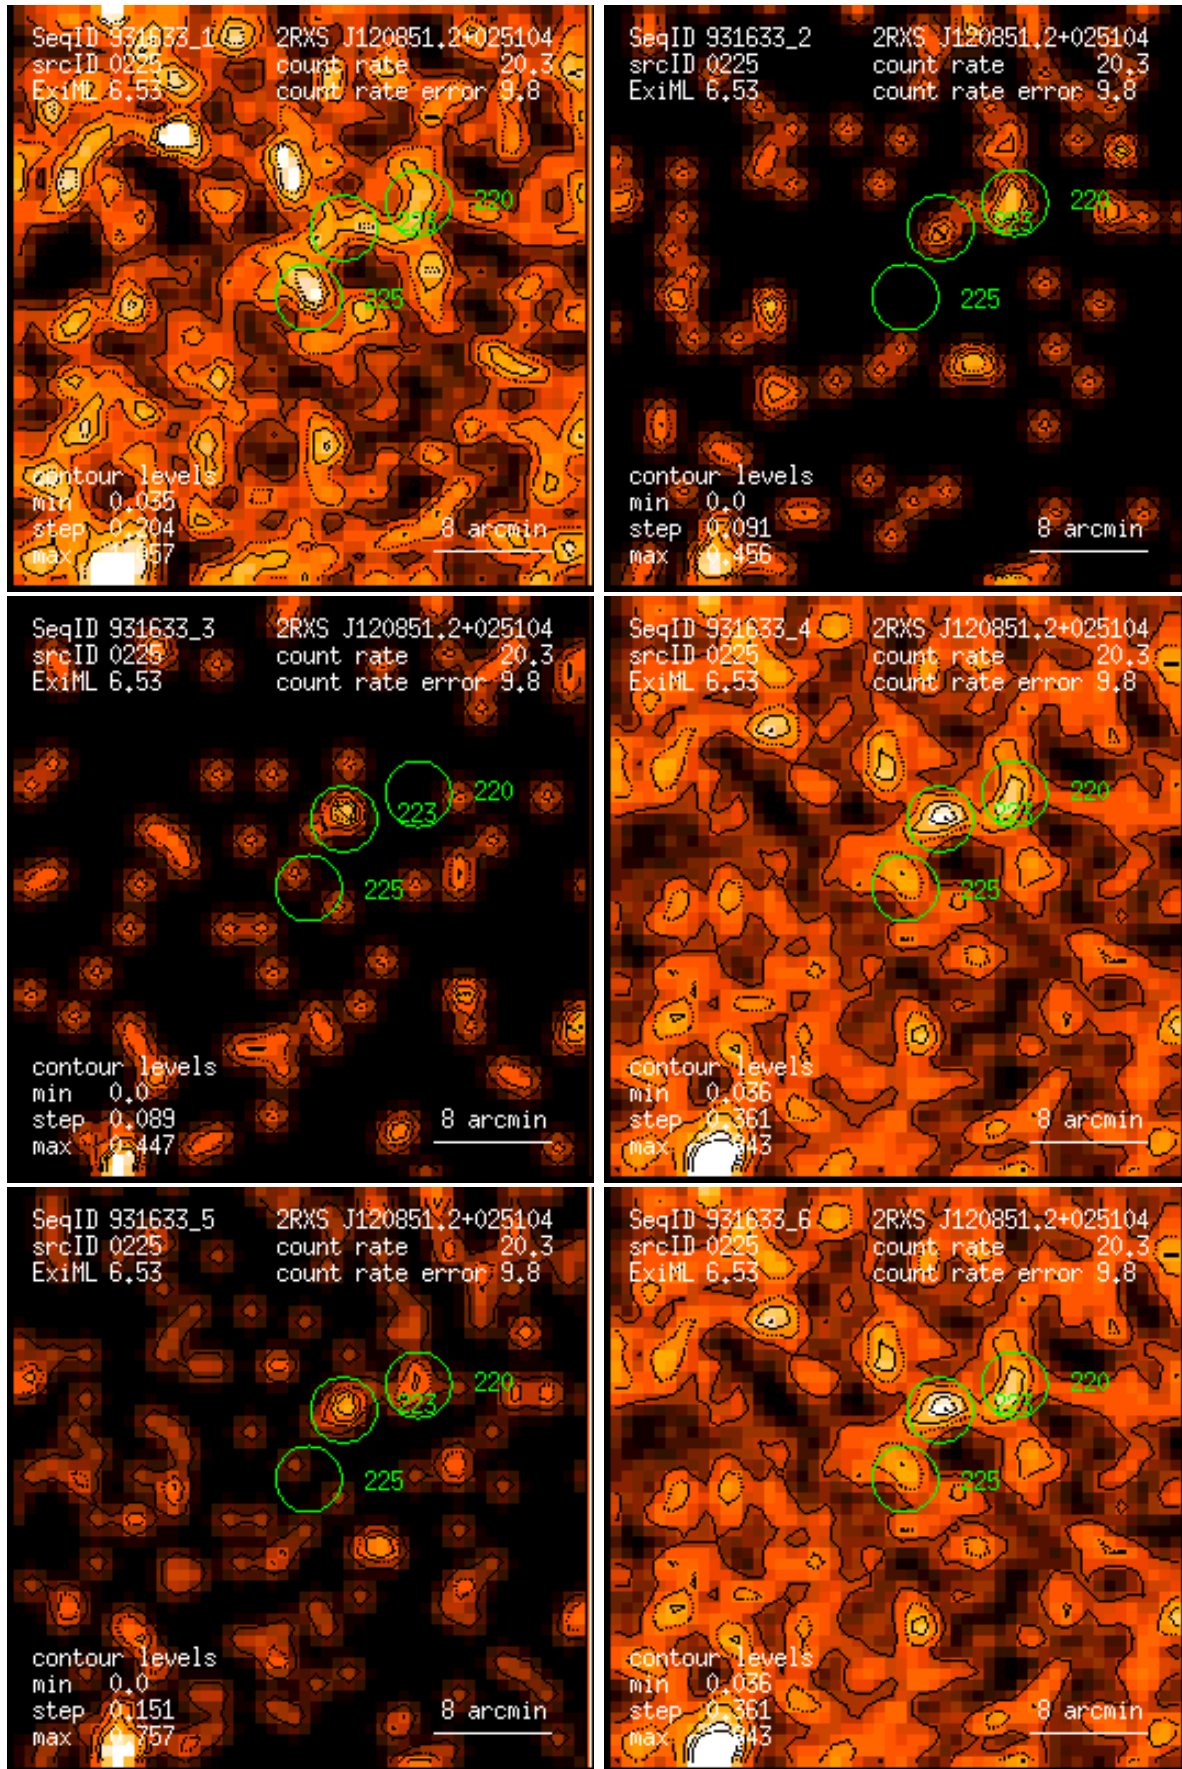 SeqID 931633_1 2RXS J120851.2+025104
srcID 0225 count rate 20.3
ExiML 6.53 count rate error 9.8
220
223
225
contour levels
min 0.035
step 0.204
max
8 arcmin
SeqID 931633_2 2RXS J120851.2+025104
srcID 0225 count rate 20.3
ExiML 6.53 count rate error 9.8
220
223
225
contour levels
min 0.0
step 0.091
max 0.456
8 arcmin
SeqID 931633_3 2RXS J120851.2+025104
srcID 0225 count rate 20.3
ExiML 6.53 count rate error 9.8
220
223
225
contour levels
min 0.0
step 0.089
max 0.447
8 arcmin
SeqID 931633_4 2RXS J120851.2+025104
srcID 0225 count rate 20.3
ExiML 6.53 count rate error 9.8
220
223
225
contour levels
min 0.036
step 0.361
max
8 arcmin
SeqID 931633_5 2RXS J120851.2+025104
srcID 0225 count rate 20.3
ExiML 6.53 count rate error 9.8
220
223
225
contour levels
min 0.0
step 0.151
max 0.757
8 arcmin
SeqID 931633_6 2RXS J120851.2+025104
srcID 0225 count rate 20.3
ExiML 6.53 count rate error 9.8
220
223
225
contour levels
min 0.036
step 0.361
max
8 arcmin